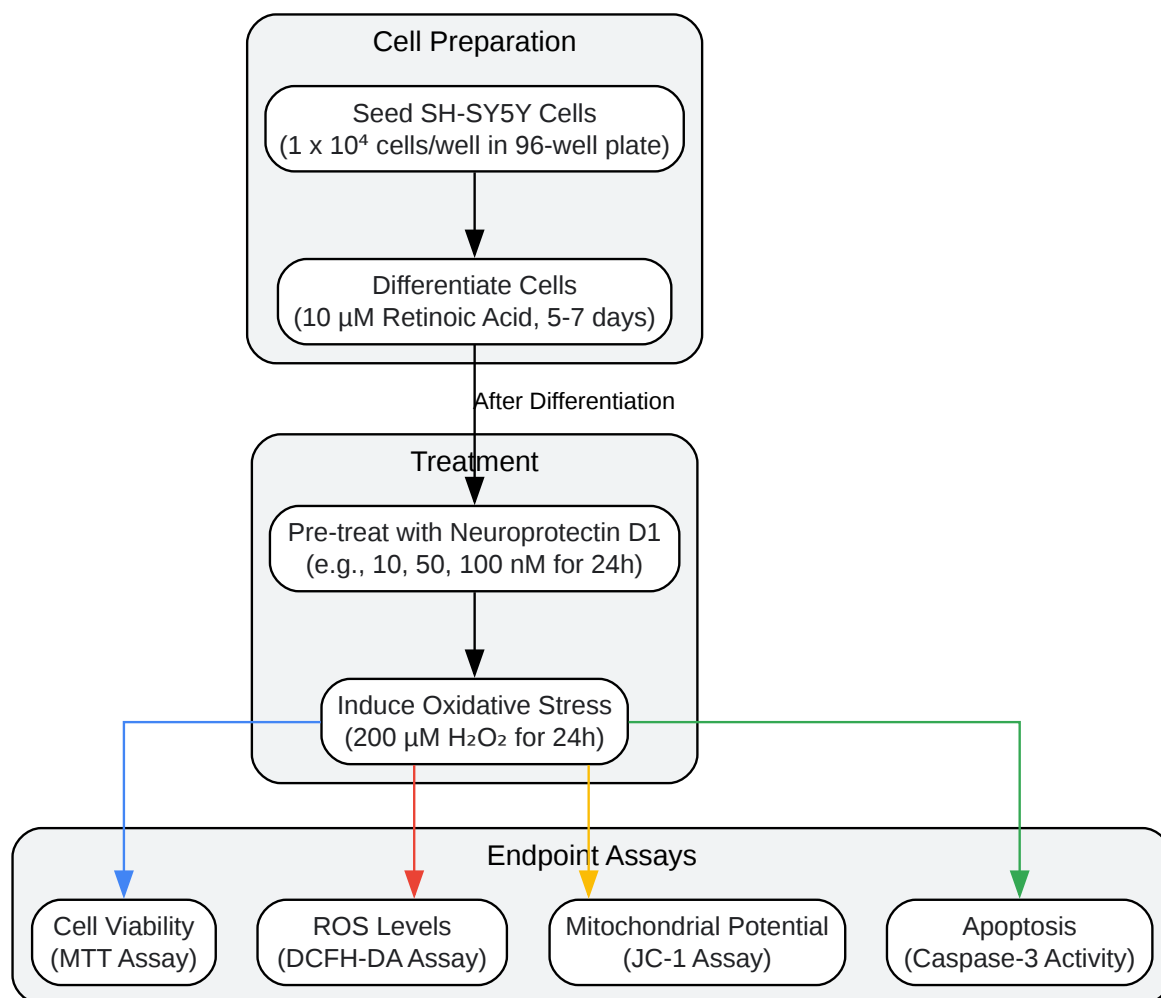 Cell Preparation
Seed SH-SY5Y Cells
(1 x 10⁴ cells/well in 96-well plate)
Differentiate Cells
(10 µM Retinoic Acid, 5-7 days)
After Differentiation
Treatment
Pre-treat with Neuroprotectin D1
(e.g., 10, 50, 100 nM for 24h)
Induce Oxidative Stress
(200 µM H₂O₂ for 24h)
Endpoint Assays
Cell Viability
(MTT Assay)
ROS Levels
(DCFH-DA Assay)
Mitochondrial Potential
(JC-1 Assay)
Apoptosis
(Caspase-3 Activity)